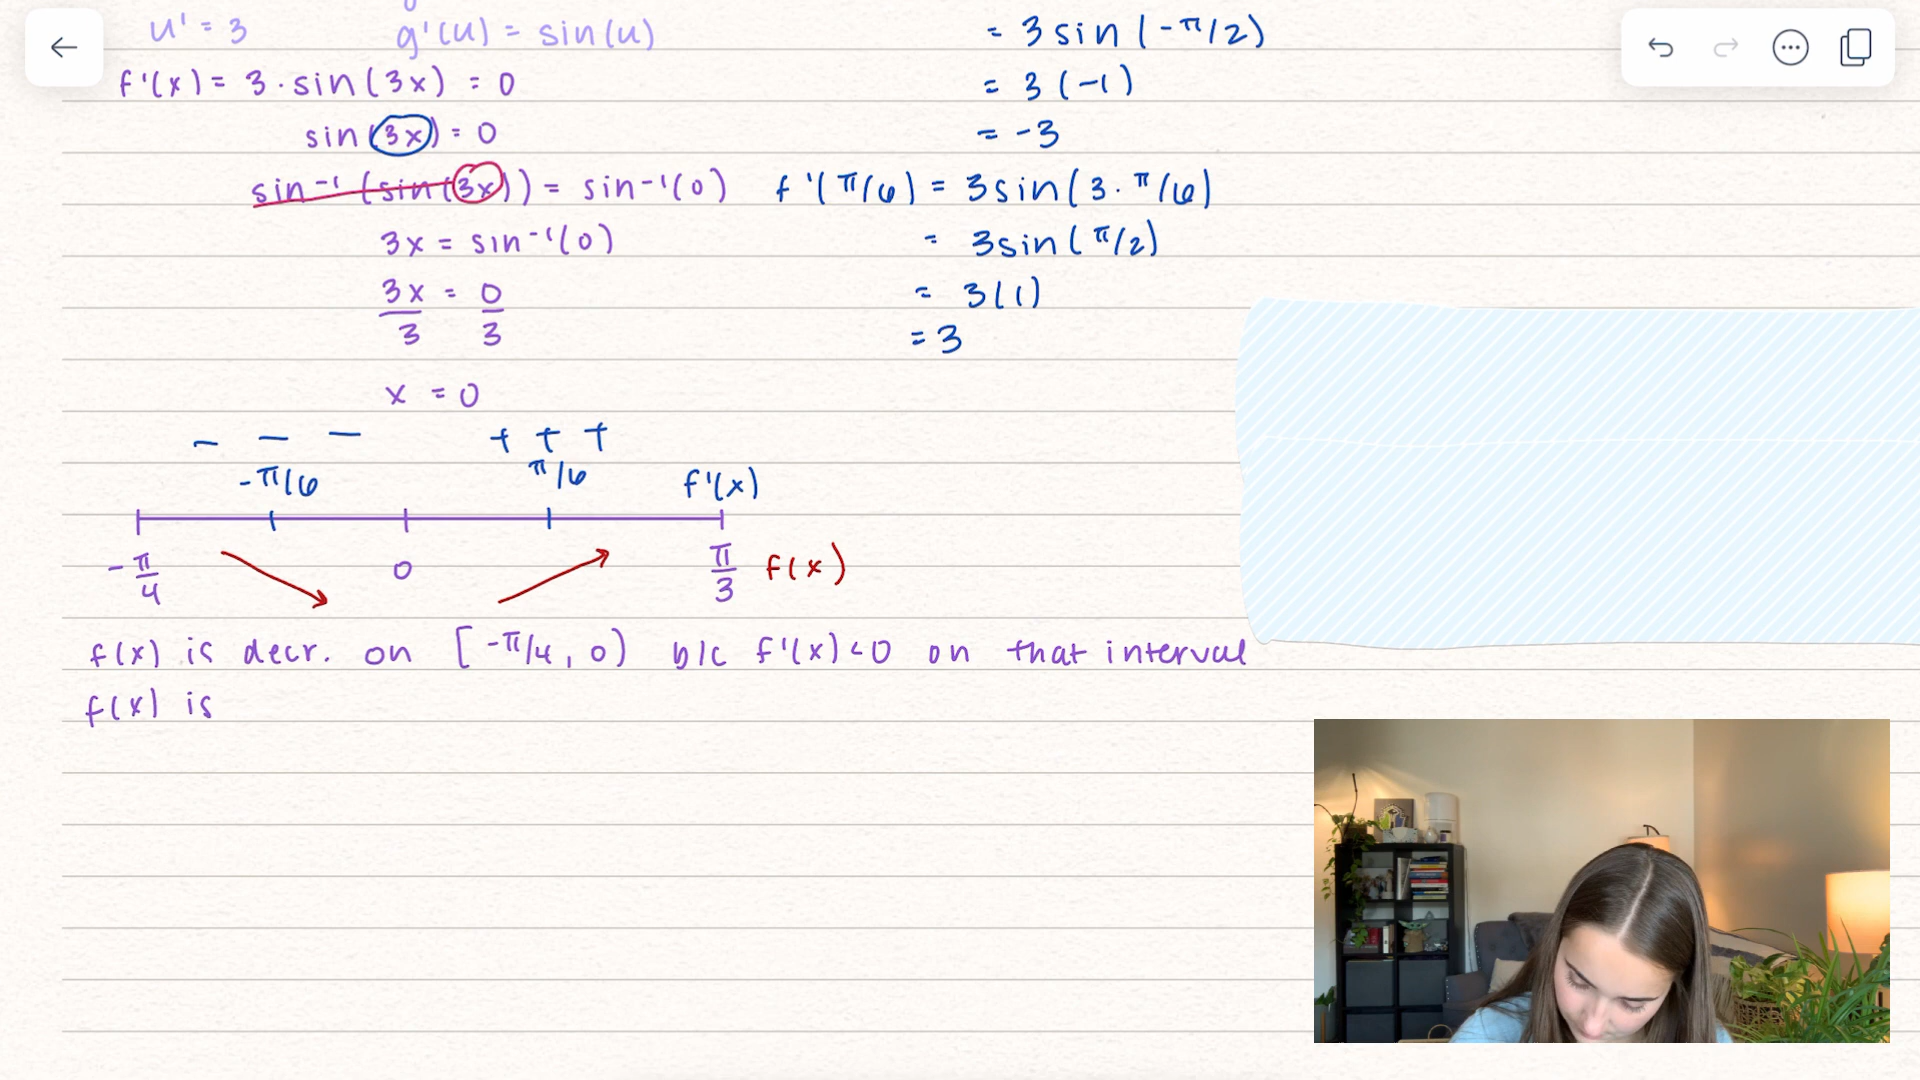 u' = 3
g'(u) = sin(u)
f'(x) = 3 · sin(3x) = 0
sin(3x) = 0
sin⁻¹(sin(3x)) = sin⁻¹(0)
3x = sin⁻¹(0)
3x/3 = 0/3
x = 0
= 3sin(-π/2)
= 3(-1)
= -3
f'(π/6) = 3sin(3·π/6)
= 3sin(π/2)
= 3(1)
= 3
- - - + + +
-π/6 π/6 f'(x)
-π/4 0 π/3 f(x)
f(x) is decr. on [-π/4, 0) b/c f'(x)<0 on that interval
f(x) is